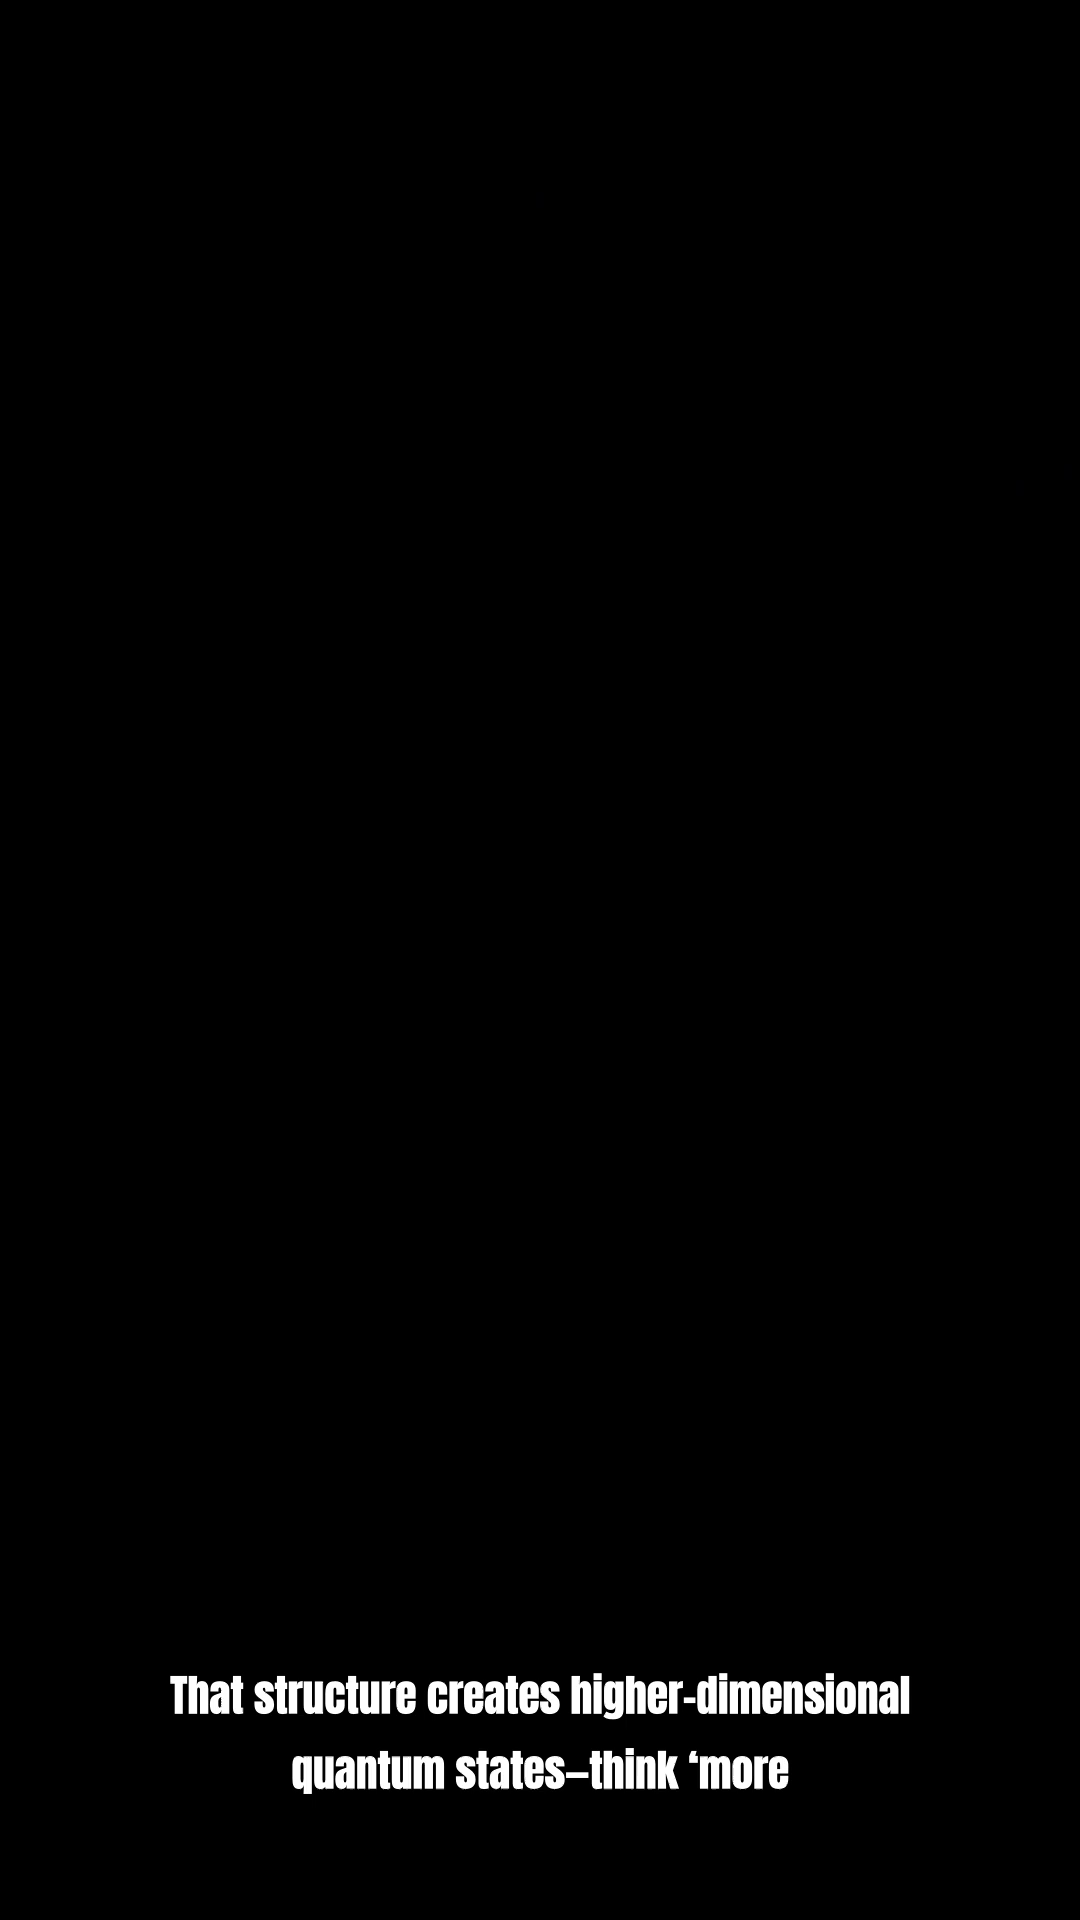 That structure creates higher-dimensional
quantum states—think ‘more